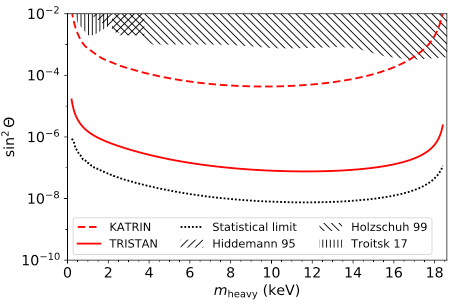 10⁻²
10⁻⁴
10⁻⁶
10⁻⁸
10⁻¹⁰
sin² Θ
0 2 4 6 8 10 12 14 16 18
m_heavy (keV)
KATRIN Statistical limit Holzschuh 99
TRISTAN Hiddemann 95 Troitsk 17